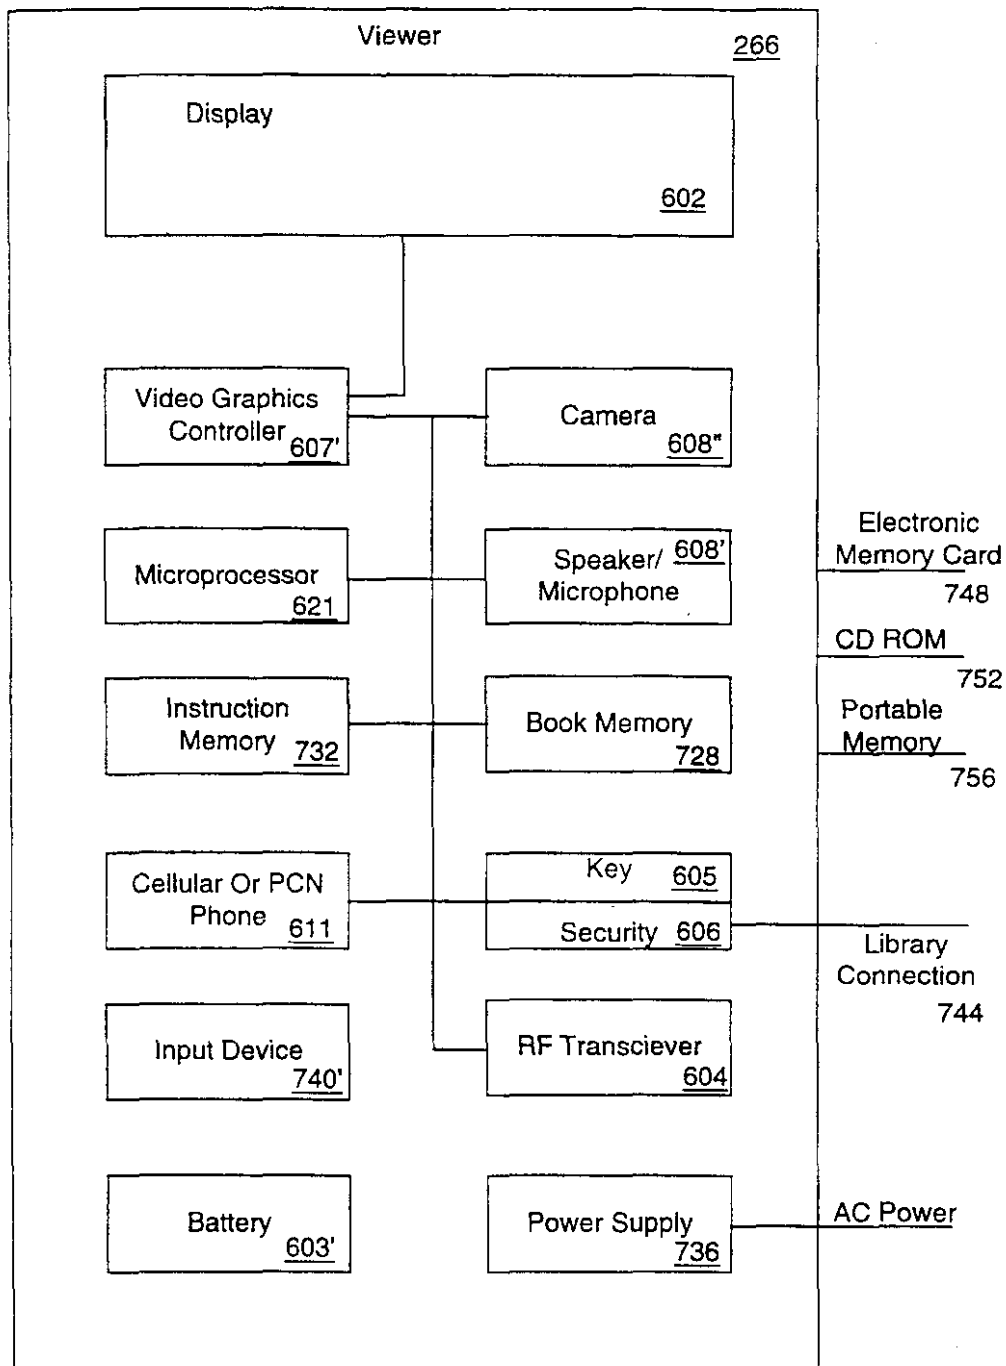 Viewer
266
Display
602
Video Graphics
Controller
607'
Camera
608"
Microprocessor
621
Speaker/
Microphone
608'
Electronic
Memory Card
748
CD ROM
752
Instruction
Memory
732
Book Memory
728
Portable
Memory
756
Cellular Or PCN
Phone
611
Key
605
Security
606
Library
Connection
744
Input Device
740'
RF Transciever
604
Battery
603'
Power Supply
736
AC Power